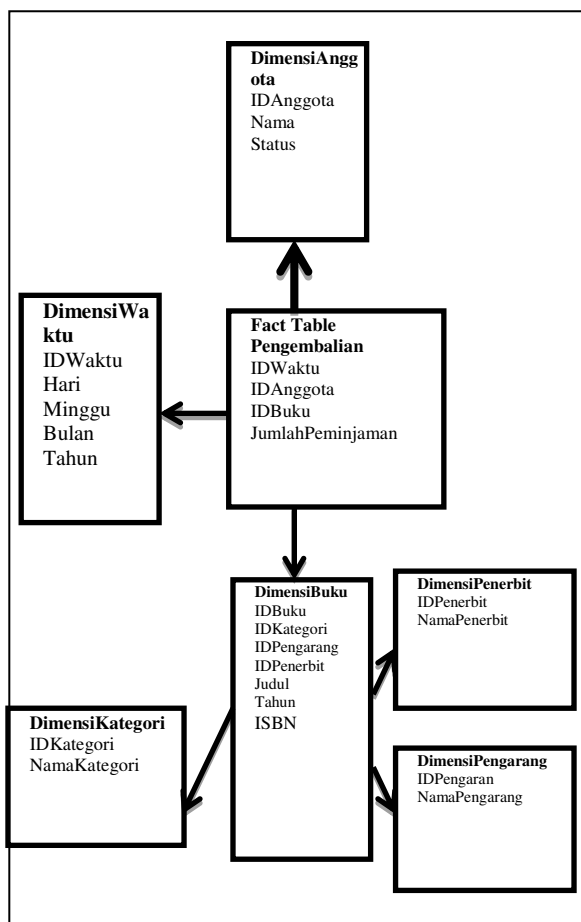 DimensiAngg
ota
IDAnggota
Nama
Status
DimensiWa
ktu
IDWaktu
Hari
Minggu
Bulan
Tahun
Fact Table
Pengembalian
IDWaktu
IDAnggota
IDBuku
JumlahPeminjaman
DimensiBuku
IDBuku
IDKategori
IDPengarang
IDPenerbit
Judul
Tahun
ISBN
DimensiPenerbit
IDPenerbit
NamaPenerbit
DimensiKategori
IDKategori
NamaKategori
DimensiPengarang
IDPengaran
NamaPengarang